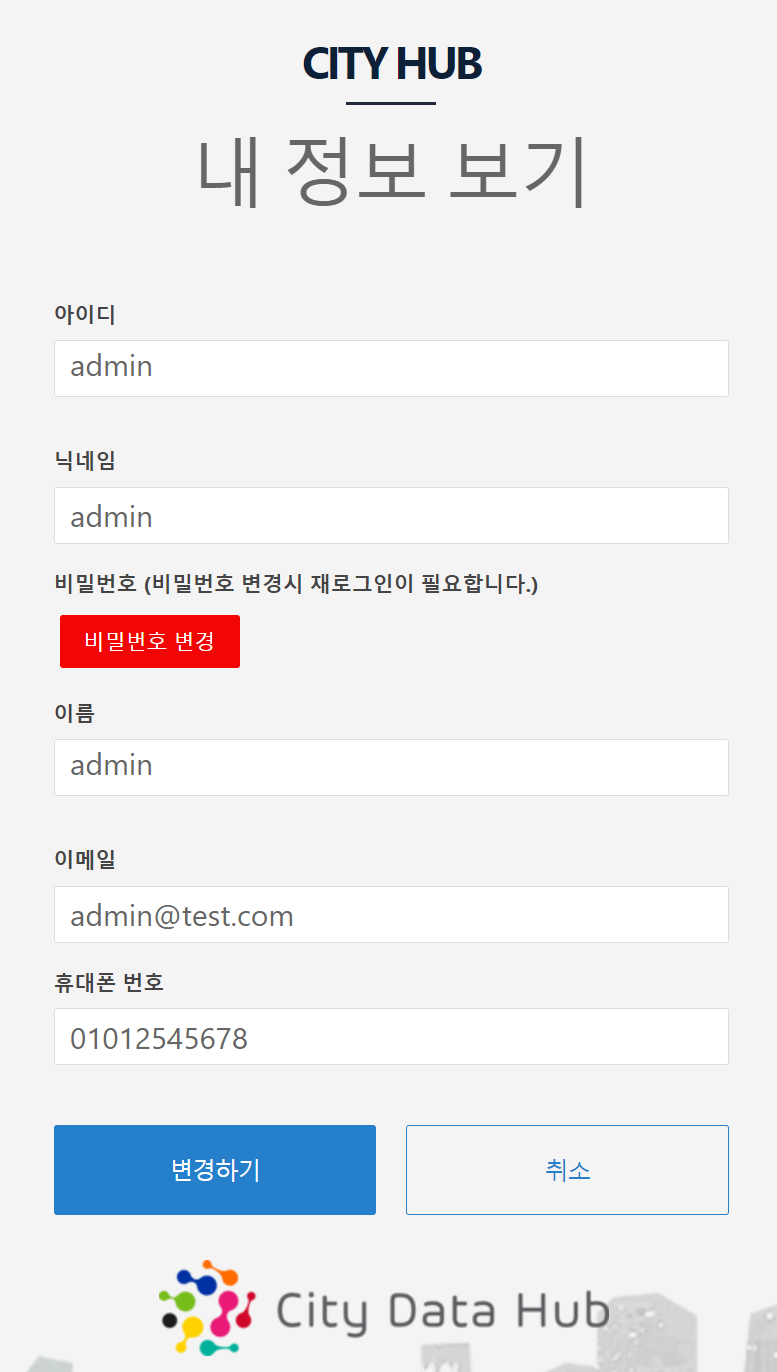 CITY HUB
내 정보 보기
아이디
admin
닉네임
admin
비밀번호 (비밀번호 변경시 재로그인이 필요합니다.)
비밀번호 변경
이름
admin
이메일
admin@test.com
휴대폰 번호
01012545678
변경하기
취소
City Data Hub